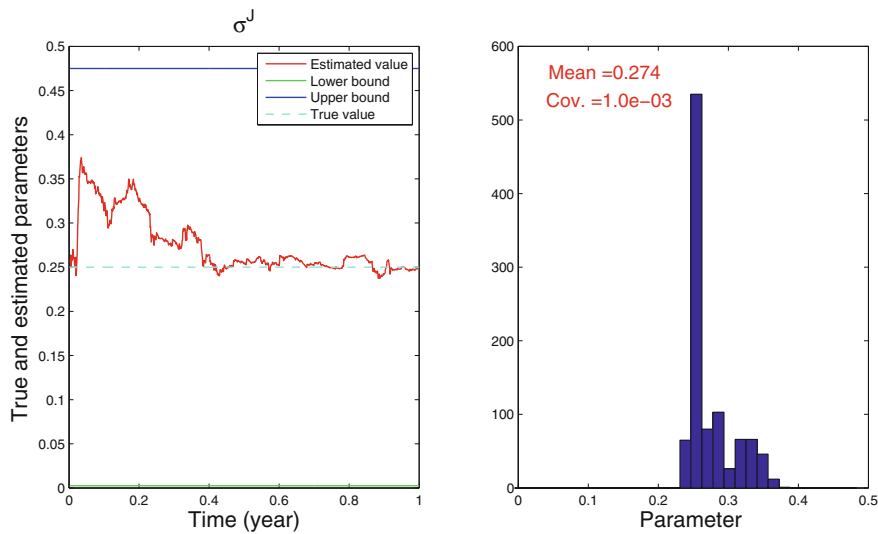 σJ
True and estimated parameters
0.5
0.45
0.4
0.35
0.3
0.25
0.2
0.15
0.1
0.05
0
Estimated value
Lower bound
Upper bound
True value
0 0.2 0.4 0.6 0.8 1
Time (year)
600
500
400
300
200
100
0
Mean =0.274
Cov. =1.0e−03
0 0.1 0.2 0.3 0.4 0.5
Parameter